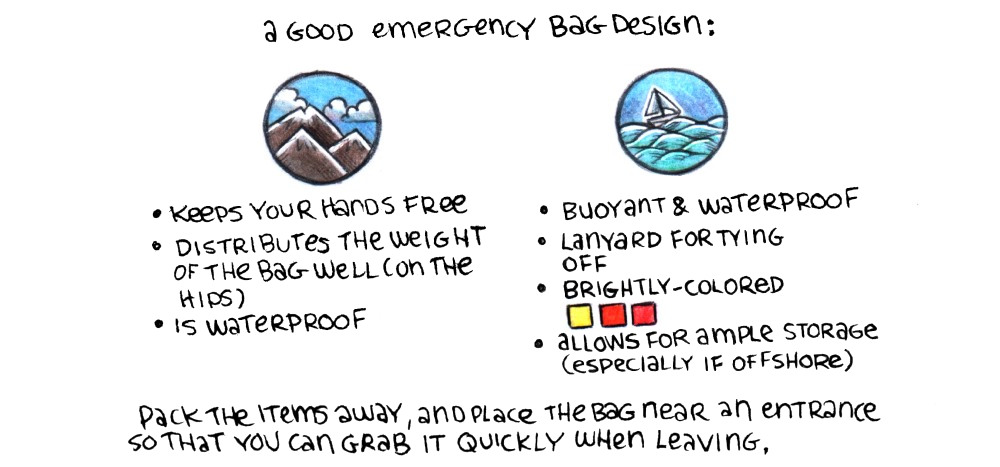 a GOOD emergency Bag Design:
• Keeps your Hands Free
• Distributes the weight
of the Bag well (on the
Hips)
• is waterproof
• Buoyant & waterproof
• Lanyard for tying
off
• Brightly-colored
• allows for ample storage
(especially if offshore)
Pack the items away, and place the Bag near an entrance
so that you can grab it quickly when leaving,